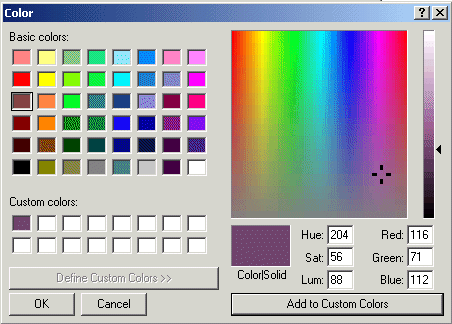 Color
Basic colors:
Custom colors:
Define Custom Colors >>
OK
Cancel
Color|Solid
Hue: 204
Sat: 56
Lum: 88
Red: 116
Green: 71
Blue: 112
Add to Custom Colors